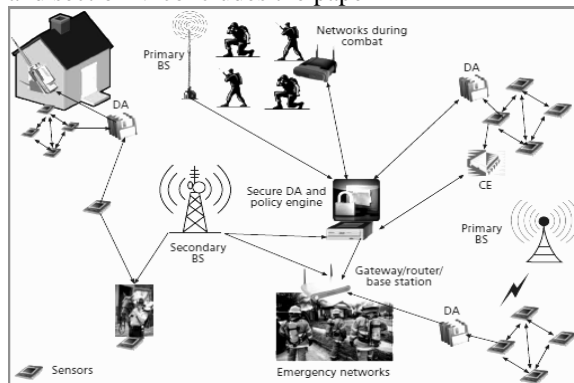 Primary
BS
Networks during
combat
DA
DA
CE
Secure DA and
policy engine
Secondary
BS
Primary
BS
Gateway/router/
base station
DA
Emergency networks
Sensors